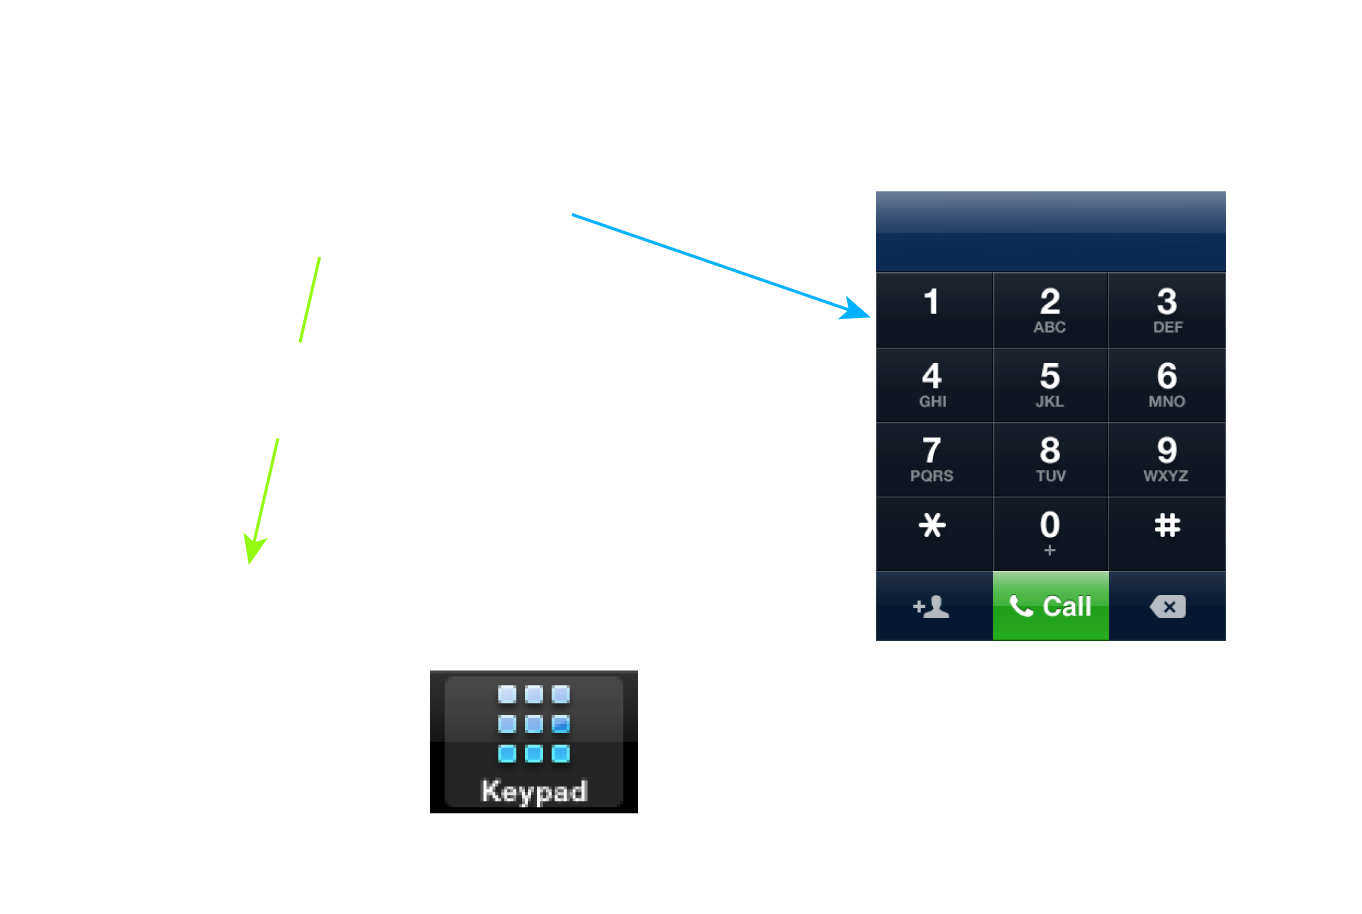 1 2 3
ABC DEF
4 5 6
GHI JKL MNO
7 8 9
PQRS TUV WXYZ
* 0 #
+
+ Call
Keypad